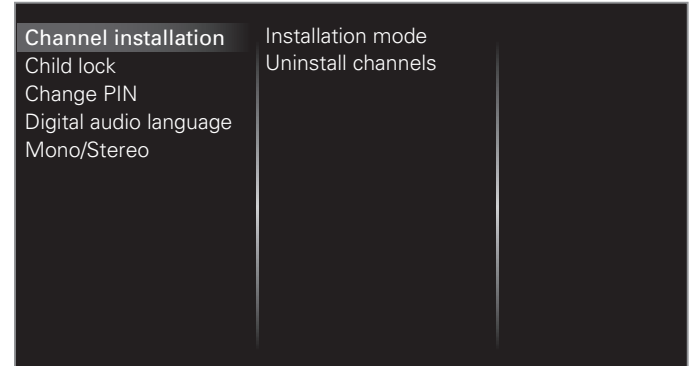 Channel installation
Child lock
Change PIN
Digital audio language
Mono/Stereo
Installation mode
Uninstall channels